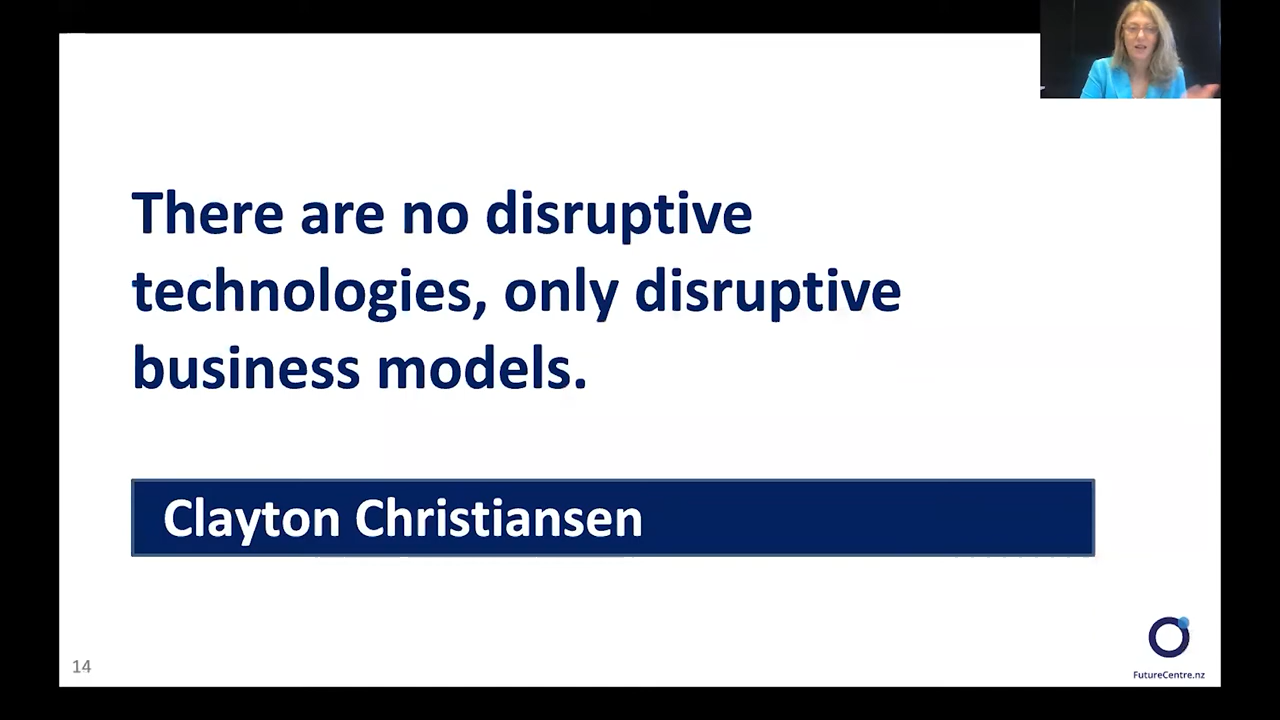 There are no disruptive
technologies, only disruptive
business models.
Clayton Christiansen
14
FutureCentre.nz